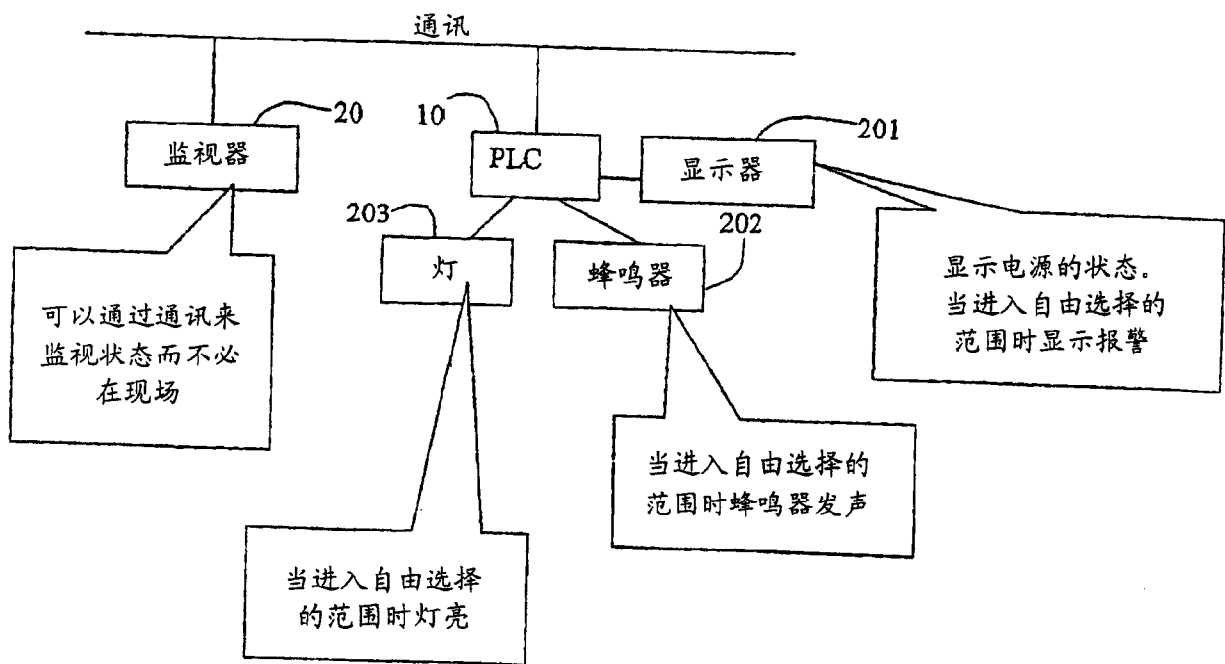 通讯
20
10
201
监视器
PLC
显示器
203
202
灯
蜂鸣器
可以通过通讯来
监视状态而不必
在现场
显示电源的状态。
当进入自由选择的
范围时显示报警
当进入自由选择的
范围时蜂鸣器发声
当进入自由选择
的范围时灯亮